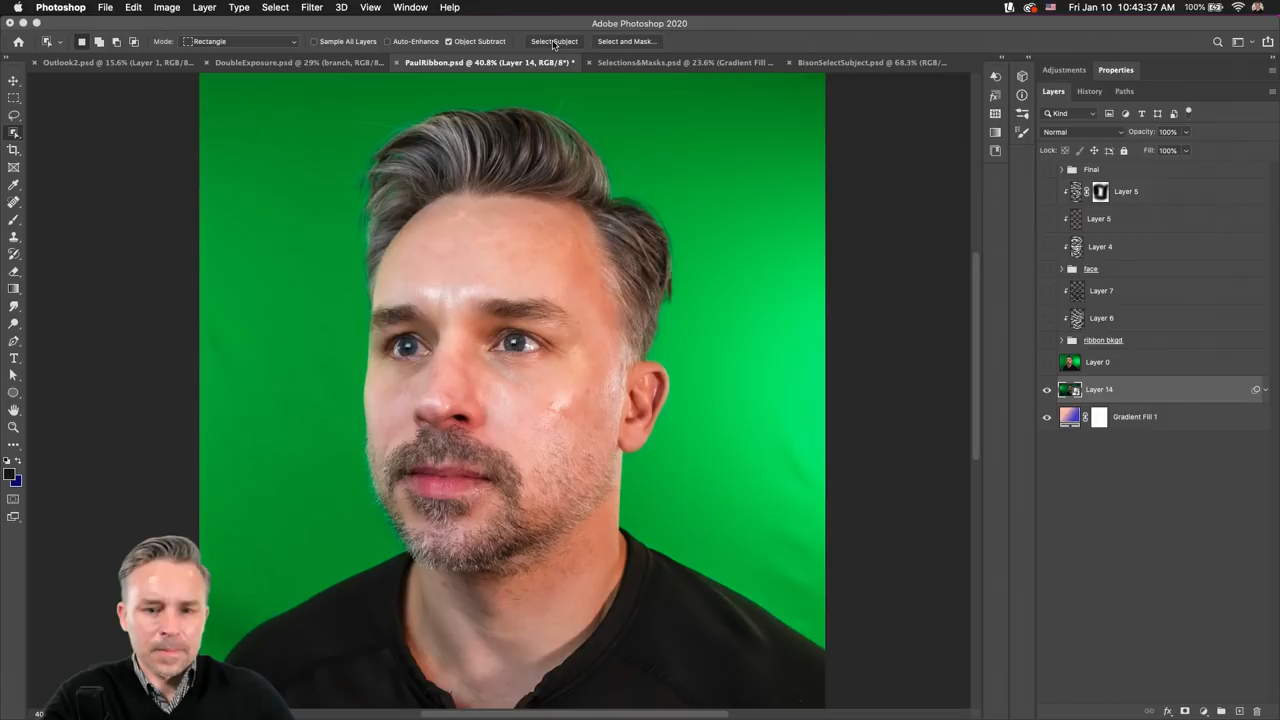 Photoshop File Edit Image Layer Type Select Filter 3D View Window Help 100% Fri Jan 10 10:43:37 AM
Adobe Photoshop 2020
Mode: Rectangle Sample All Layers Auto-Enhance Object Subtract Select Subject Select and Mask...
Outlook2.psd @ 15.6% (Layer 1, RGB/8... DoubleExposure.psd @ 29% (branch, RGB/8... PaulRibbon.psd @ 40.8% (Layer 14, RGB/8*) * Selections&Masks.psd @ 23.6% (Gradient Fill ... BisonSelectSubject.psd @ 68.3% (RGB/...
Adjustments Properties
Layers History Paths
Kind
Normal Opacity: 100%
Lock: Fill: 100%
Final
Layer 5
Layer 5
Layer 4
face
Layer 7
Layer 6
ribbon bkgd
Layer 0
Layer 14
Gradient Fill 1
40